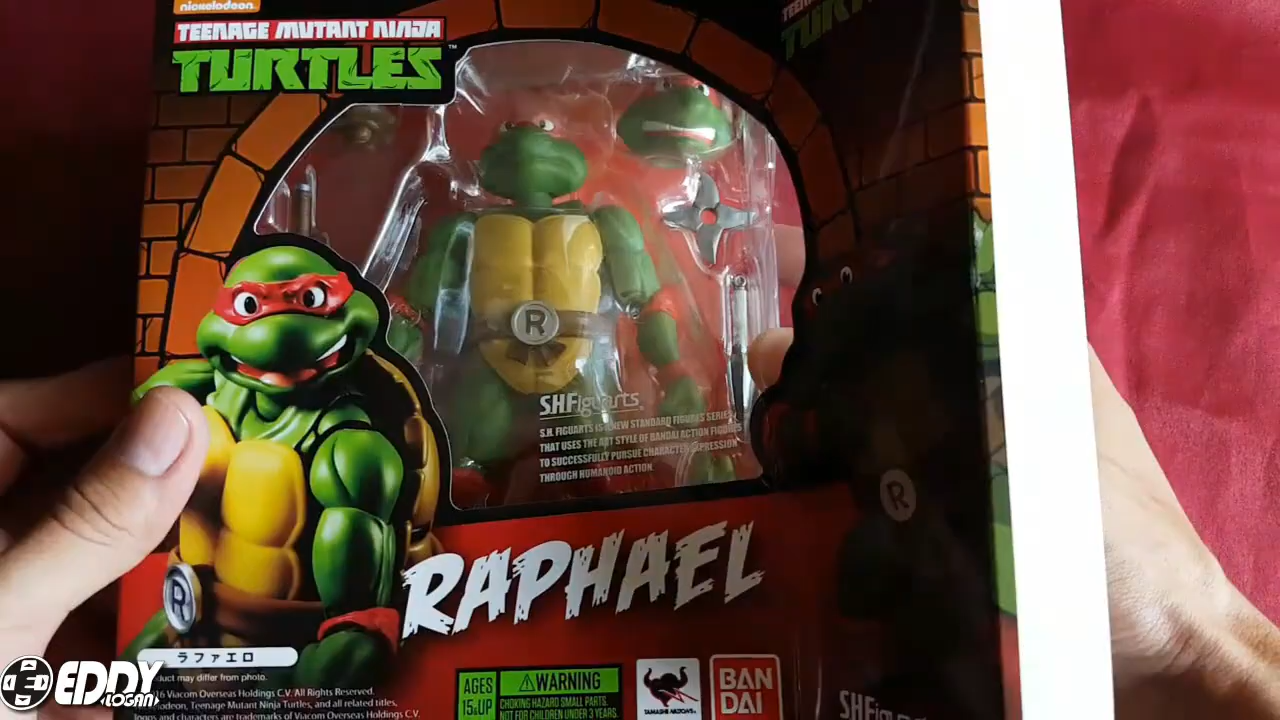 nickelodeon
TEENAGE MUTANT NINJA
TURTLES™
R
SHFiguarts
S.H. FIGUARTS IS A NEW STANDARD FIGURES SERIES
THAT USES THE ART STYLE OF BANDAI ACTION FIGURES
TO SUCCESSFULLY PURSUE CHARACTER EXPRESSION
THROUGH HUMANOID ACTION.
R
RAPHAEL
R
ラファエロ
oduct may differ from photo.
16 Viacom Overseas Holdings C.V. All Rights Reserved.
odeon, Teenage Mutant Ninja Turtles, and all related titles,
logos and characters are trademarks of Viacom Overseas Holdings C.V.
AGES
15&UP
WARNING
CHOKING HAZARD SMALL PARTS.
NOT FOR CHILDREN UNDER 3 YEARS.
TAMASHII NATIONS
BAN
DAI
SHFi
EDDY
LOGAN